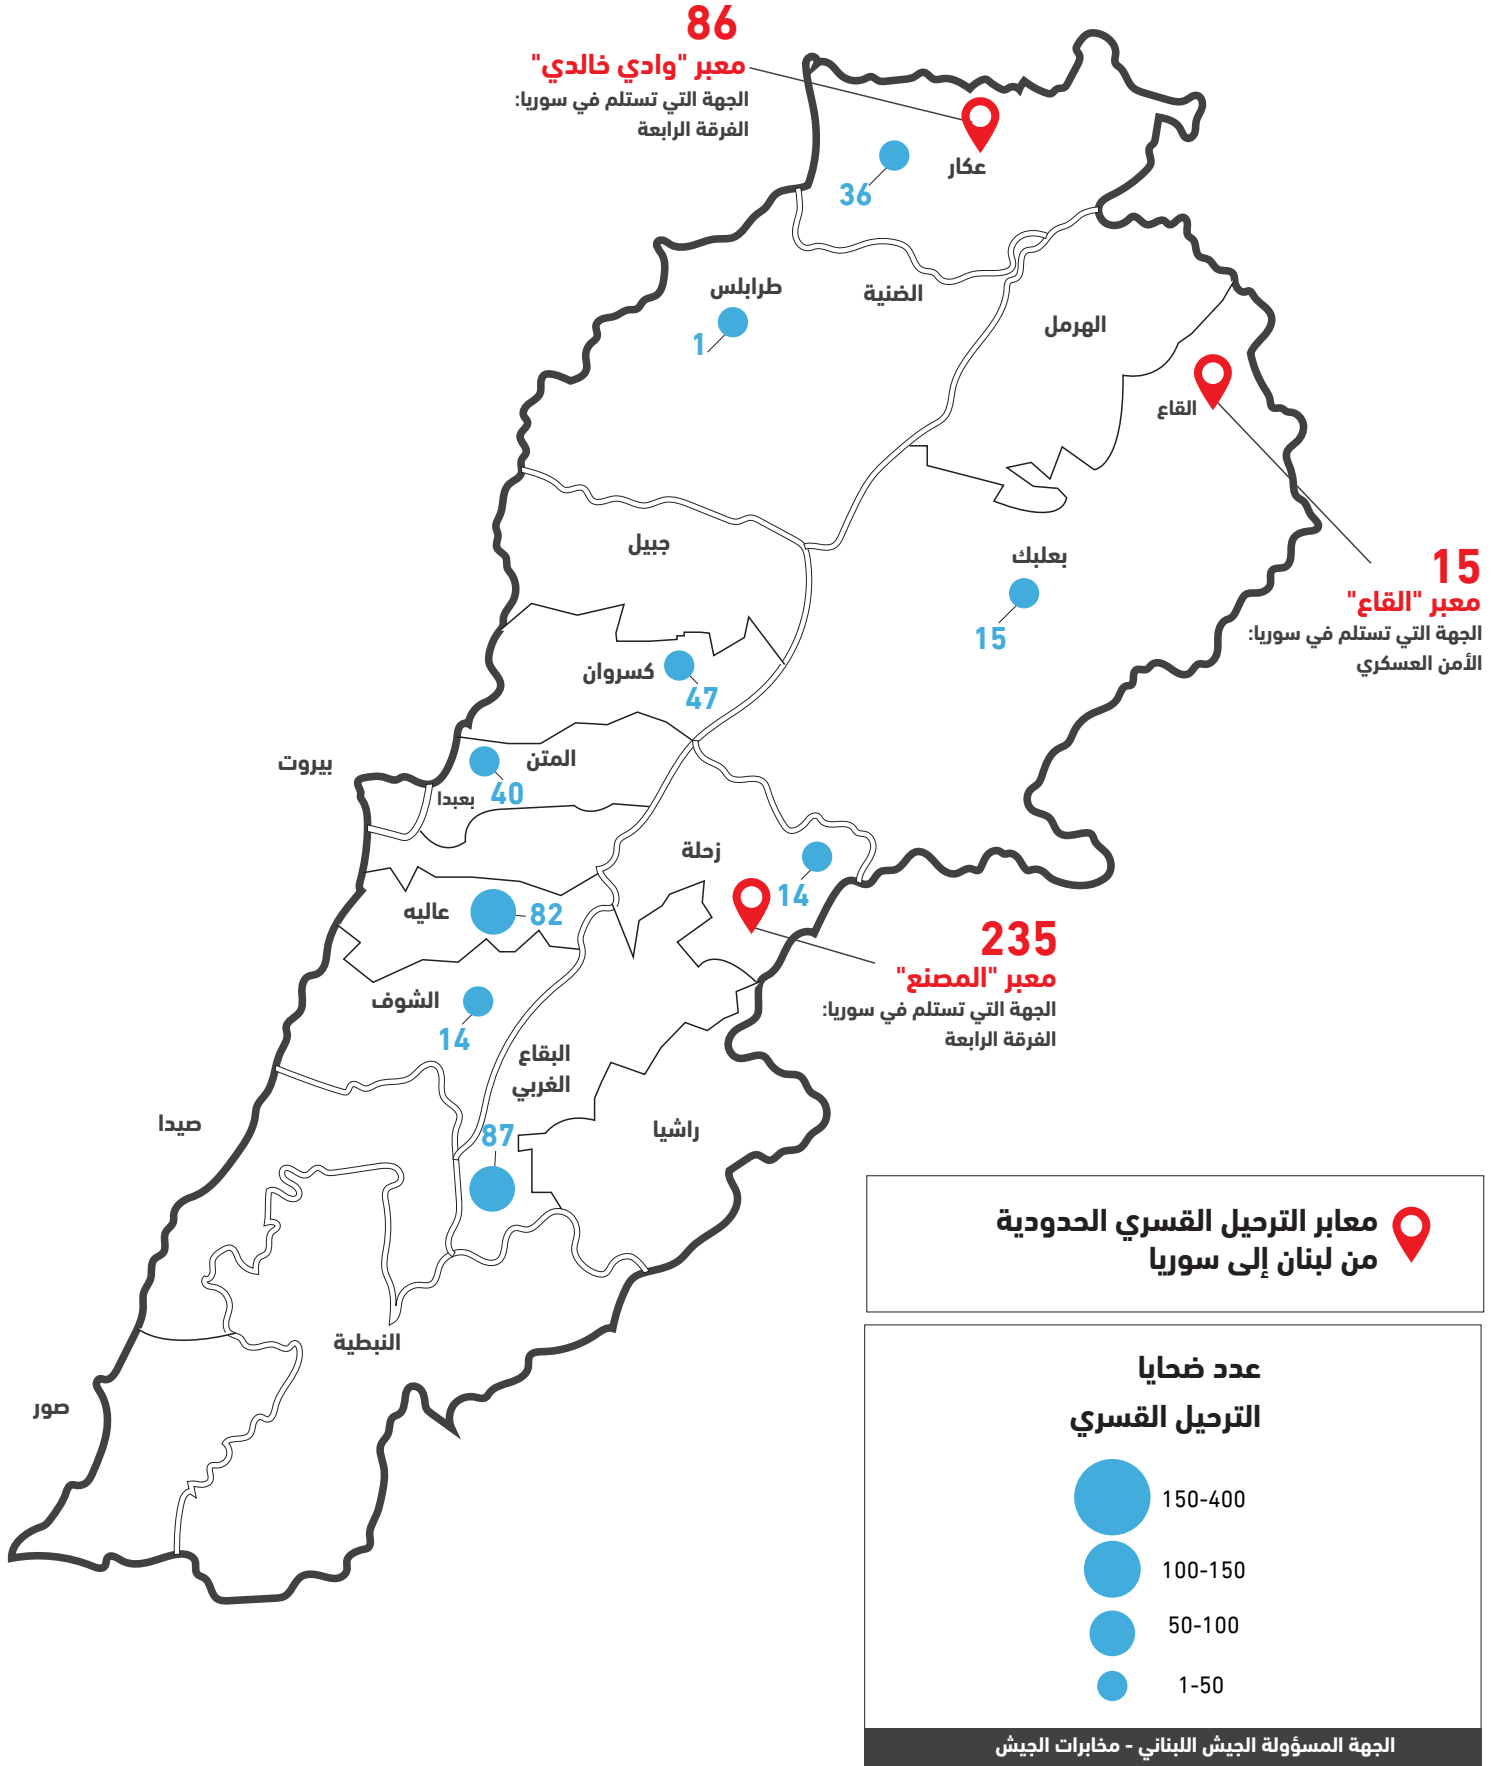 86
معبر "وادي خالدي"
الجهة التي تستلم في سوريا:
الفرقة الرابعة
عكار
36
طرابلس
1
الضنية
الهرمل
القاع
جبيل
بعلبك
15
15
معبر "القاع"
الجهة التي تستلم في سوريا:
الأمن العسكري
كسروان
47
بيروت
المتن
40
بعبدا
زحلة
14
عاليه
82
235
معبر "المصنع"
الجهة التي تستلم في سوريا:
الفرقة الرابعة
الشوف
14
البقاع
الغربي
87
صيدا
راشيا
النبطية
صور
معابر الترحيل القسري الحدودية
من لبنان إلى سوريا
عدد ضحايا
الترحيل القسري
150-400
100-150
50-100
1-50
الجهة المسؤولة الجيش اللبناني - مخابرات الجيش